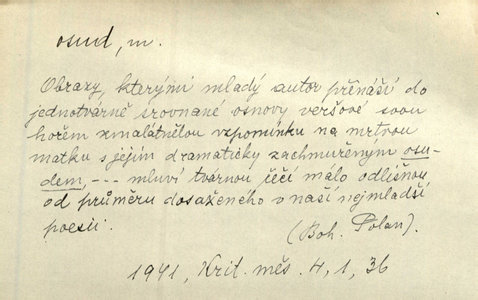 osud, m.
Obrazy, kterými mladý autor přenáší do
jednotvárně srovnané osnovy veršové svou
hořem zmalátnělou vzpomínku na mrtvou
matku s jejím dramaticky zachmuřeným osu-
dem, --- mluví tvarnou řečí málo odlišnou
od průměru dosaženého v naší nejmladší
poesii.
(Boh. Polan).
1941, Krit. měs. 4, 1, 36